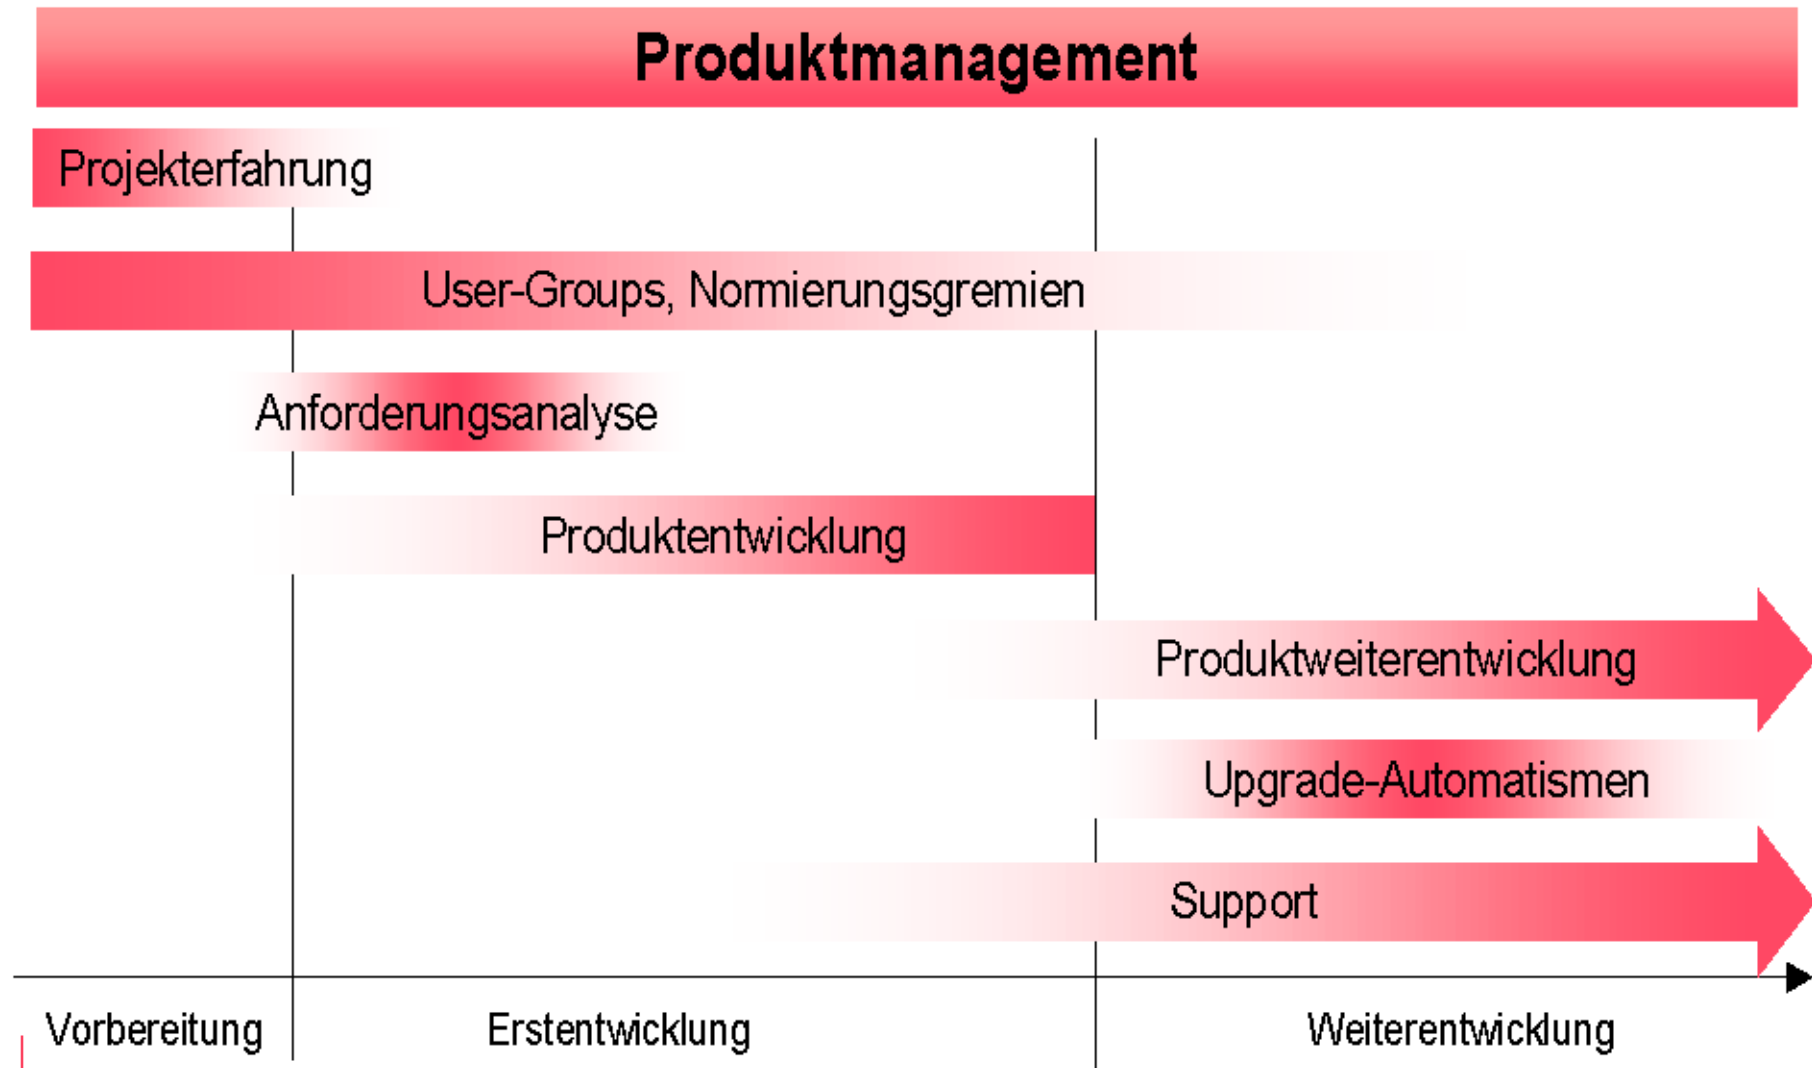 Produktmanagement
Projekterfahrung
User-Groups, Normierungsgremien
Anforderungsanalyse
Produktentwicklung
Produktweiterentwicklung
Upgrade-Automatismen
Support
Vorbereitung
Erstentwicklung
Weiterentwicklung